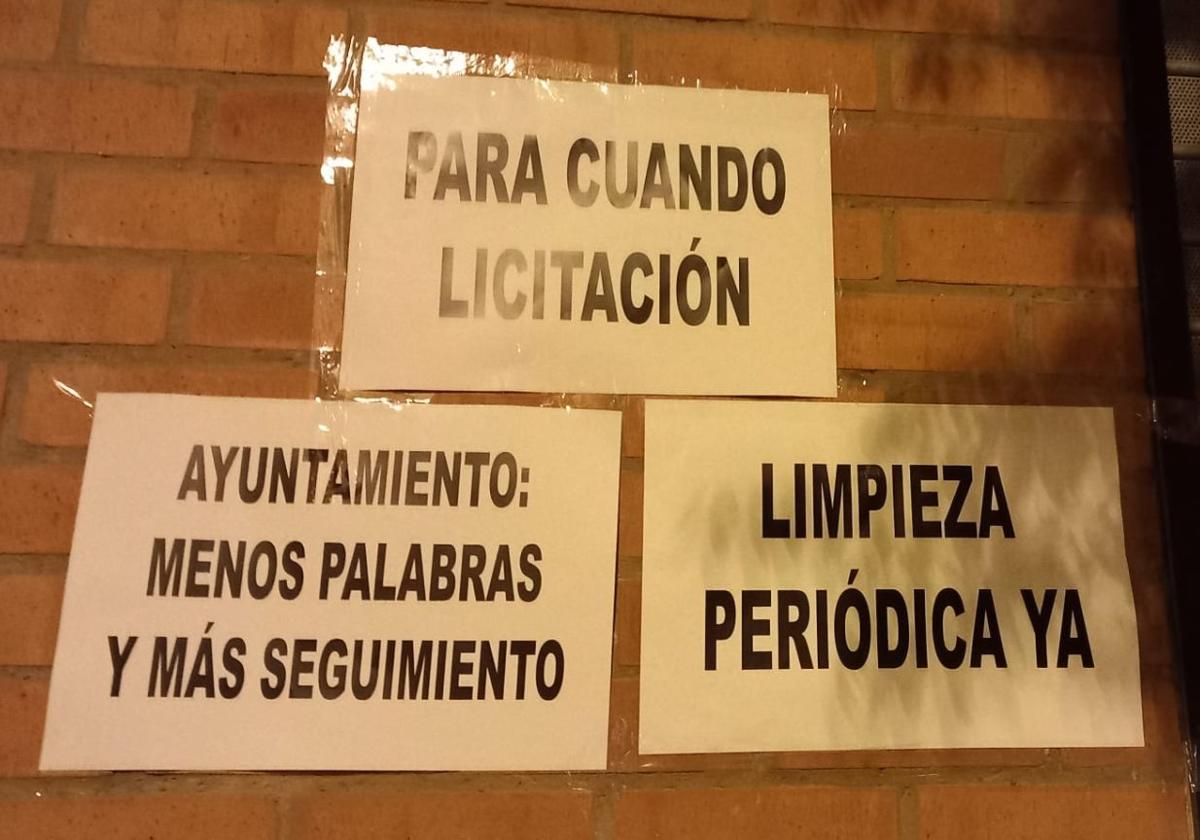 PARA CUANDO
LICITACIÓN
AYUNTAMIENTO:
MENOS PALABRAS
Y MÁS SEGUIMIENTO
LIMPIEZA
PERIÓDICA YA